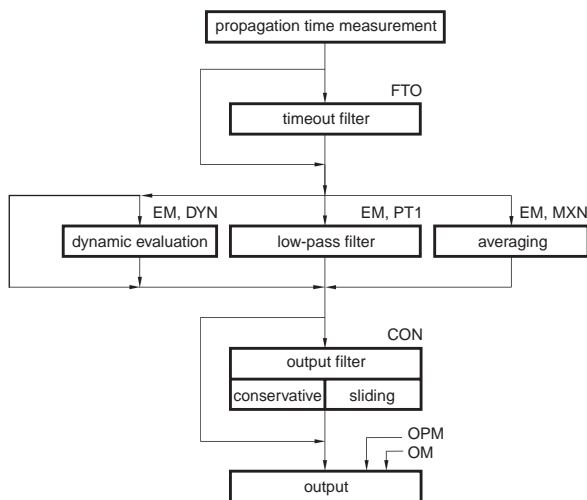 propagation time measurement
FTO
timeout filter
EM, DYN
EM, PT1
EM, MXN
dynamic evaluation
low-pass filter
averaging
CON
output filter
conservative
sliding
OPM
OM
output